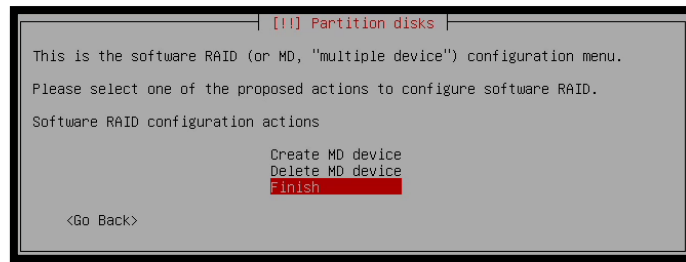 [!!] Partition disks
This is the software RAID (or MD, "multiple device") configuration menu.
Please select one of the proposed actions to configure software RAID.
Software RAID configuration actions
Create MD device
Delete MD device
Finish
<Go Back>